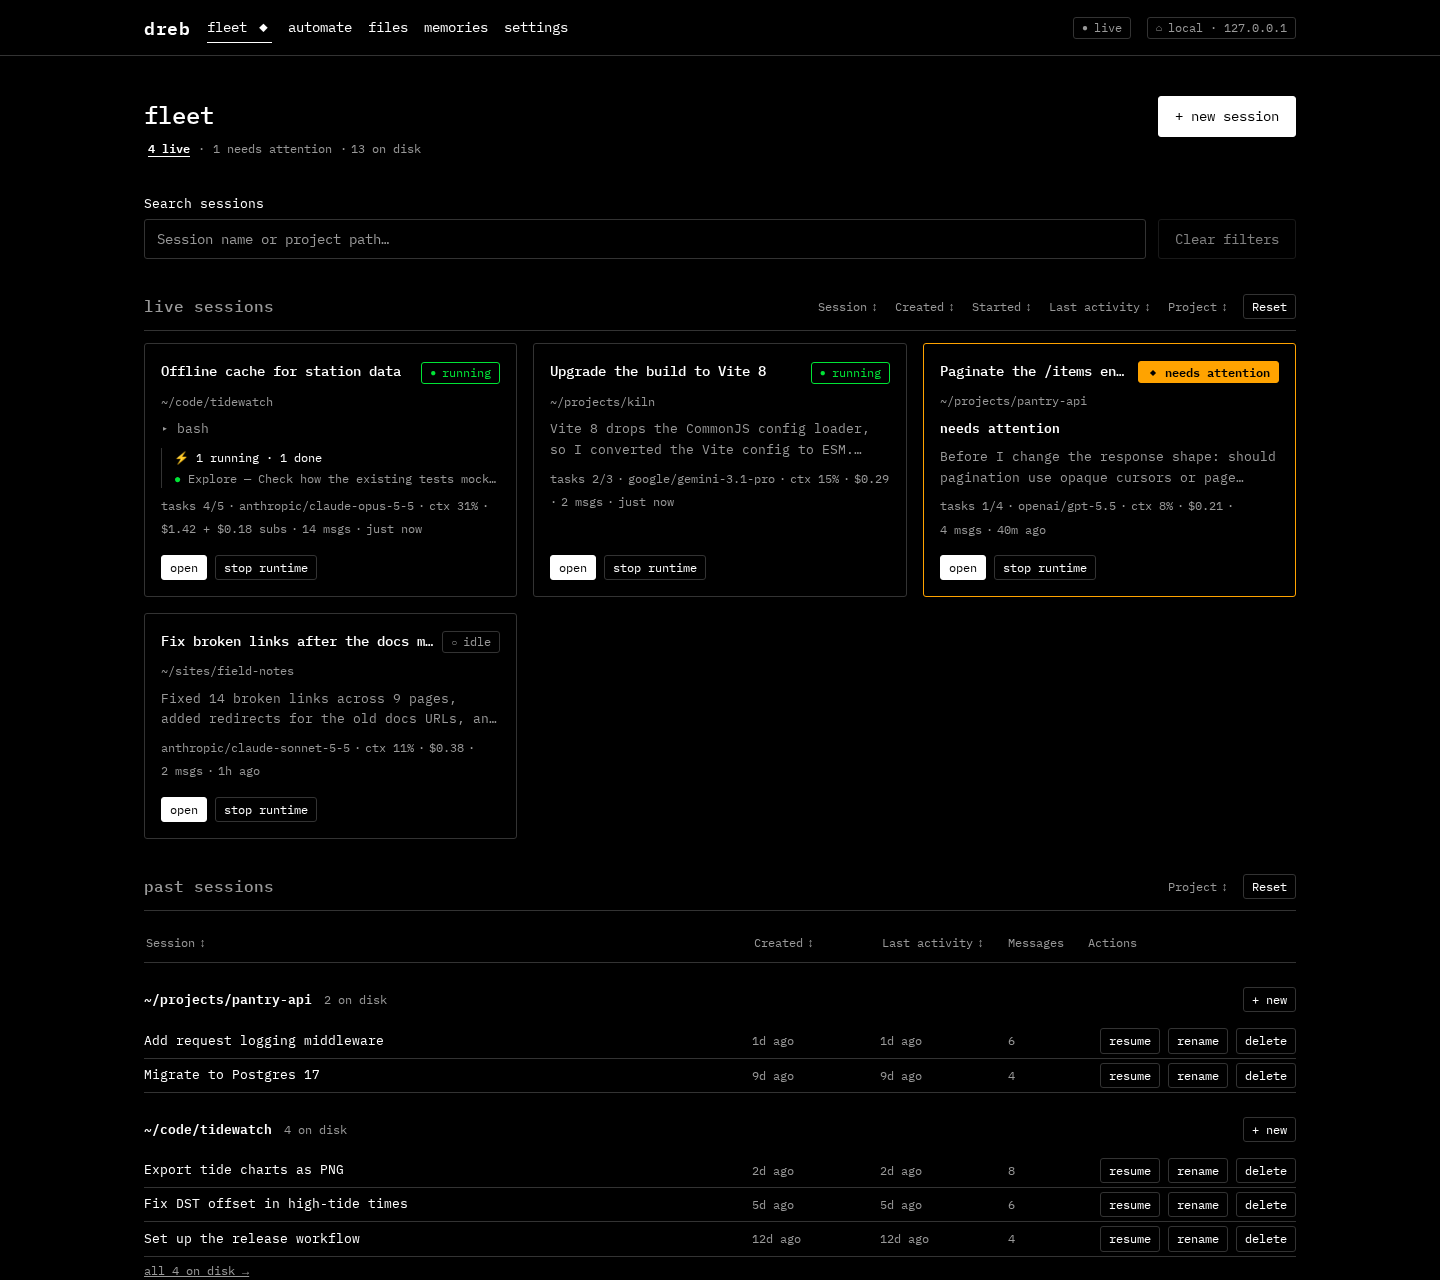 dreb fleet ◆ automate files memories settings ● live ⌂ local · 127.0.0.1
fleet
+ new session
4 live · 1 needs attention · 13 on disk
Search sessions
Session name or project path…
Clear filters
live sessions
Session ↕ Created ↕ Started ↕ Last activity ↕ Project ↕ Reset
Offline cache for station data
● running
~/code/tidewatch
▸ bash
⚡ 1 running · 1 done
● Explore — Check how the existing tests mock…
tasks 4/5 · anthropic/claude-opus-5-5 · ctx 31% ·
$1.42 + $0.18 subs · 14 msgs · just now
open
stop runtime
Upgrade the build to Vite 8
● running
~/projects/kiln
Vite 8 drops the CommonJS config loader,
so I converted the Vite config to ESM.…
tasks 2/3 · google/gemini-3.1-pro · ctx 15% · $0.29
· 2 msgs · just now
open
stop runtime
Paginate the /items en…
◆ needs attention
~/projects/pantry-api
needs attention
Before I change the response shape: should
pagination use opaque cursors or page…
tasks 1/4 · openai/gpt-5.5 · ctx 8% · $0.21 ·
4 msgs · 40m ago
open
stop runtime
Fix broken links after the docs m…
○ idle
~/sites/field-notes
Fixed 14 broken links across 9 pages,
added redirects for the old docs URLs, an…
anthropic/claude-sonnet-5-5 · ctx 11% · $0.38 ·
2 msgs · 1h ago
open
stop runtime
past sessions
Project ↕ Reset
Session ↕ Created ↕ Last activity ↕ Messages Actions
~/projects/pantry-api 2 on disk + new
Add request logging middleware 1d ago 1d ago 6 resume rename delete
Migrate to Postgres 17 9d ago 9d ago 4 resume rename delete
~/code/tidewatch 4 on disk + new
Export tide charts as PNG 2d ago 2d ago 8 resume rename delete
Fix DST offset in high-tide times 5d ago 5d ago 6 resume rename delete
Set up the release workflow 12d ago 12d ago 4 resume rename delete
all 4 on disk →